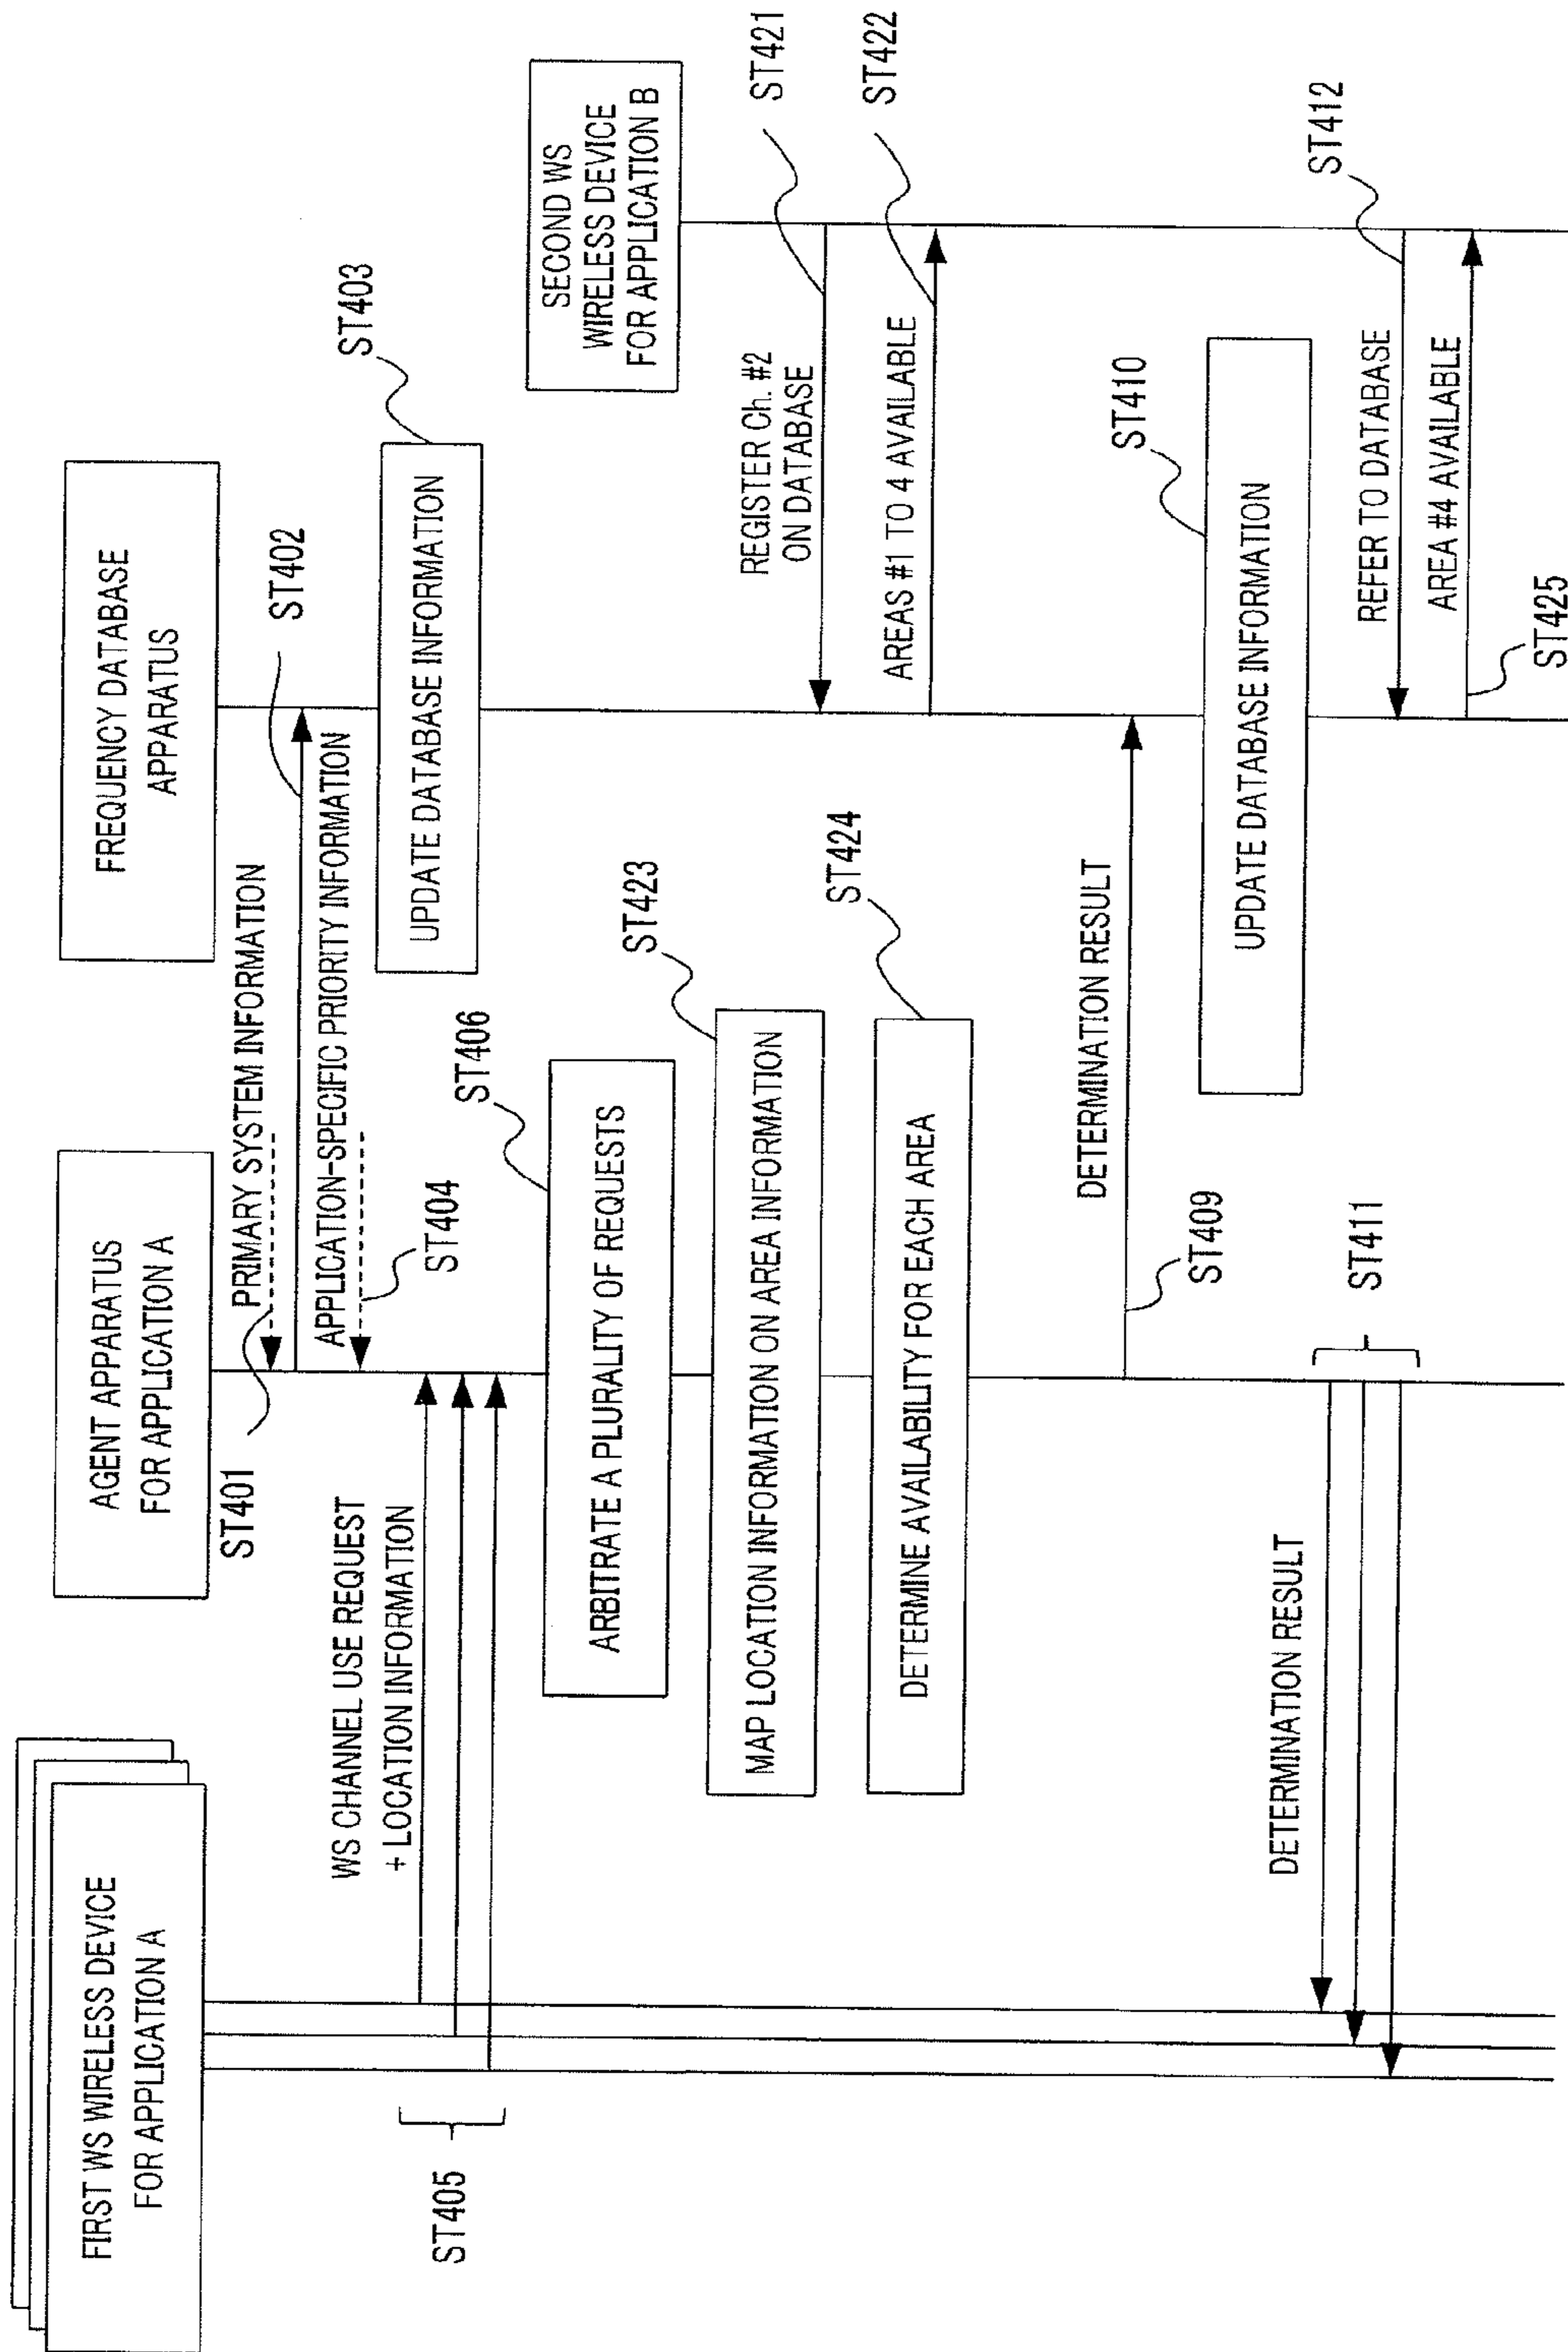 FIRST WS WIRELESS DEVICE
FOR APPLICATION A
AGENT APPARATUS
FOR APPLICATION A
FREQUENCY DATABASE
APPARATUS
SECOND WS
WIRELESS DEVICE
FOR APPLICATION B
ST401
PRIMARY SYSTEM INFORMATION
ST402
APPLICATION-SPECIFIC PRIORITY INFORMATION
ST404
UPDATE DATABASE INFORMATION
ST403
WS CHANNEL USE REQUEST
+ LOCATION INFORMATION
ST405
ARBITRATE A PLURALITY OF REQUESTS
ST406
MAP LOCATION INFORMATION ON AREA INFORMATION
ST423
REGISTER Ch. #2
ON DATABASE
ST421
DETERMINE AVAILABILITY FOR EACH AREA
ST424
AREAS #1 TO 4 AVAILABLE
ST422
DETERMINATION RESULT
ST409
UPDATE DATABASE INFORMATION
ST410
DETERMINATION RESULT
ST411
REFER TO DATABASE
ST412
AREA #4 AVAILABLE
ST425